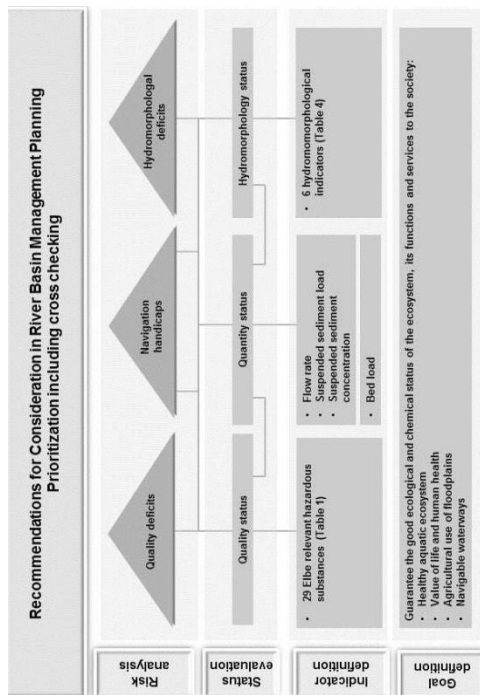 Recommendations for Consideration in River Basin Management Planning
Prioritization including cross checking
Risk
analysis
Quality deficits
Navigation
handicaps
Hydromorphologal
deficits
Status
evaluation
Quality status
Quantity status
Hydromorphology status
Indicator
definition
• 29 Elbe relevant hazardous
substances (Table 1)
• Flow rate
• Suspended sediment load
• Suspended sediment
concentration
• Bed load
• 6 hydromomorphological
indicators (Table 4)
Goal
definition
Guarantee the good ecological and chemical status of the ecosystem, its functions and services to the society:
• Healthy aquatic ecosystem
• Value of life and human health
• Agricultural use of floodplains
• Navigable waterways